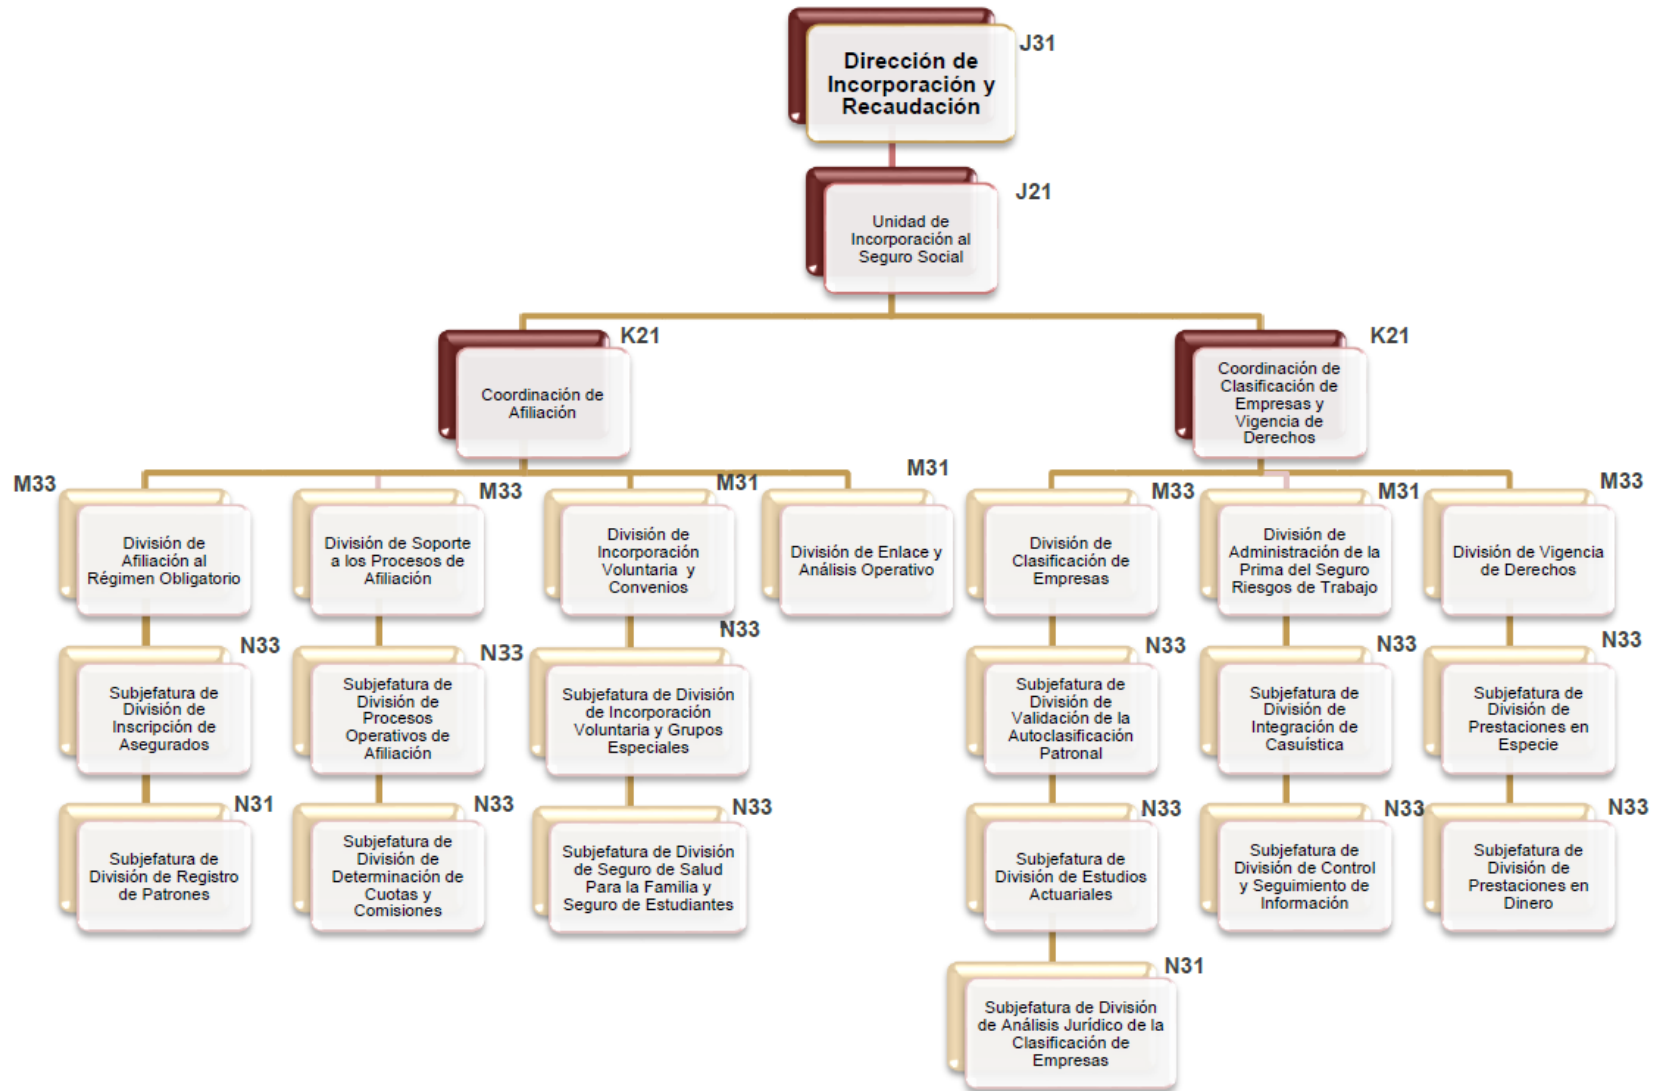 J31
Dirección de
Incorporación y
Recaudación
J21
Unidad de
Incorporación al
Seguro Social
K21
Coordinación de
Afiliación
K21
Coordinación de
Clasificación de
Empresas y
Vigencia de
Derechos
M33
División de
Afiliación al
Régimen Obligatorio
M33
División de Soporte
a los Procesos de
Afiliación
M31
División de
Incorporación
Voluntaria y
Convenios
M31
División de Enlace y
Análisis Operativo
M33
División de
Clasificación de
Empresas
M31
División de
Administración de la
Prima del Seguro
Riesgos de Trabajo
M33
División de Vigencia
de Derechos
N33
Subjefatura de
División de
Inscripción de
Asegurados
N33
Subjefatura de
División de
Procesos
Operativos de
Afiliación
N33
Subjefatura de División
de Incorporación
Voluntaria y Grupos
Especiales
N33
Subjefatura de
División de
Validación de la
Autoclasificación
Patronal
N33
Subjefatura de
División de
Integración de
Casuística
N33
Subjefatura de
División de
Prestaciones en
Especie
N31
Subjefatura de
División de Registro
de Patrones
N33
Subjefatura de
División de
Determinación de
Cuotas y
Comisiones
N33
Subjefatura de División
de Seguro de Salud
Para la Familia y
Seguro de Estudiantes
N33
Subjefatura de
División de Estudios
Actuariales
N33
Subjefatura de
División de Control
y Seguimiento de
Información
N33
Subjefatura de
División de
Prestaciones en
Dinero
N31
Subjefatura de División
de Análisis Jurídico de la
Clasificación de
Empresas